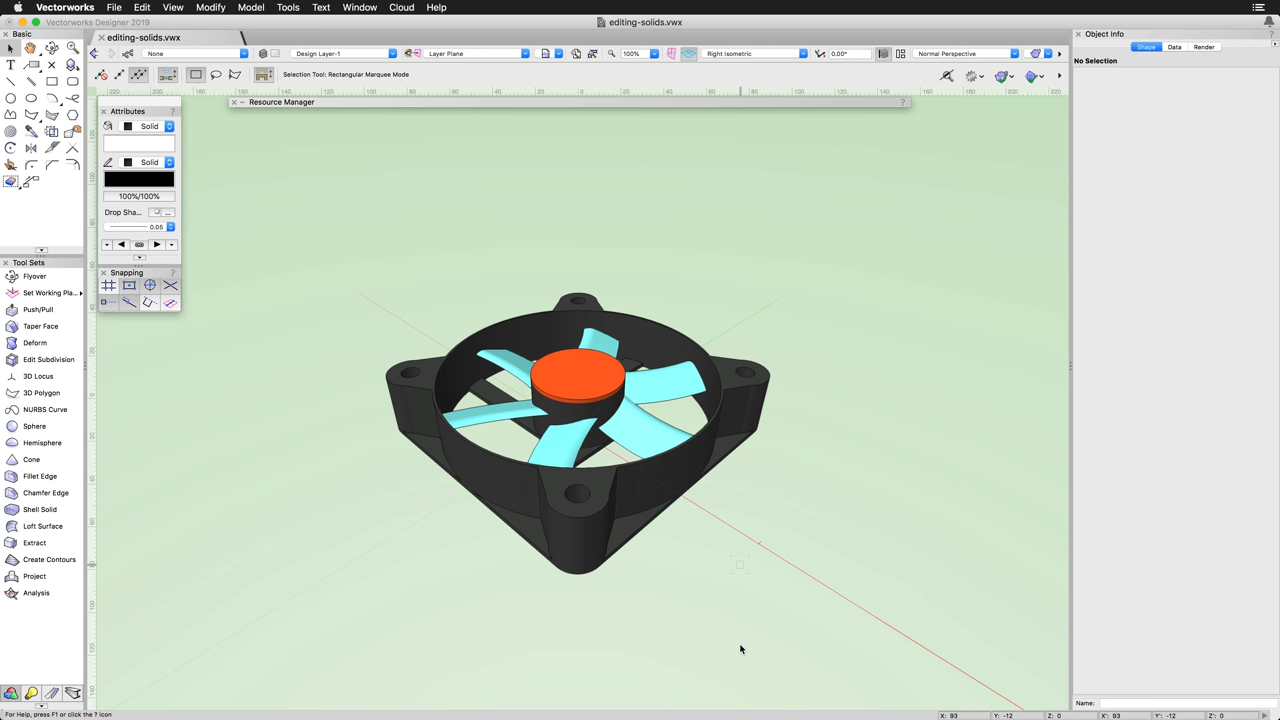 Vectorworks File Edit View Modify Model Tools Text Window Cloud Help
Vectorworks Designer 2019
editing-solids.vwx
Basic
editing-solids.vwx
None
Design Layer-1
Layer Plane
100%
Right Isometric
0.00°
Normal Perspective
Selection Tool: Rectangular Marquee Mode
Object Info
Shape Data Render
No Selection
Resource Manager ?
Attributes ?
Solid
Solid
100%/100%
Drop Sha...
0.05
Snapping ?
Tool Sets
Flyover
Set Working Pla...
Push/Pull
Taper Face
Deform
Edit Subdivision
3D Locus
3D Polygon
NURBS Curve
Sphere
Hemisphere
Cone
Fillet Edge
Chamfer Edge
Shell Solid
Loft Surface
Extract
Create Contours
Project
Analysis
Name:
For Help, press F1 or click the ? icon
X: 93 Y: -12 Z: 0 X': 93 Y': -12 Z': 0